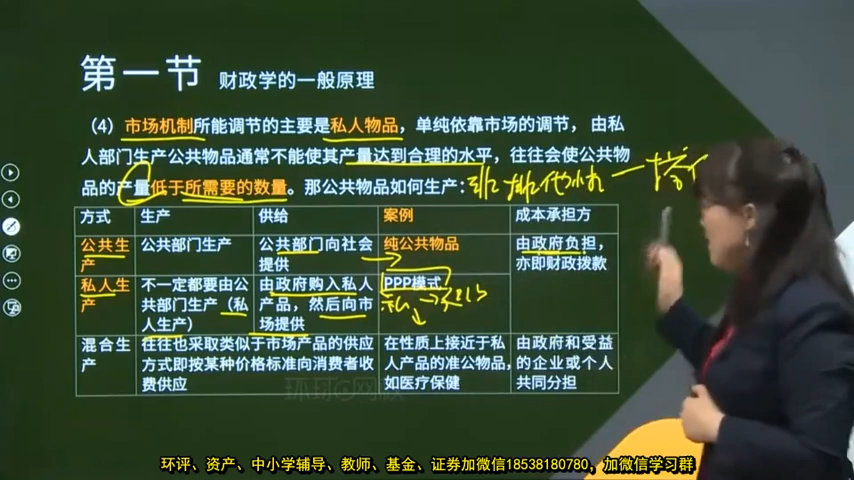 第一节 财政学的一般原理
（4）市场机制所能调节的主要是私人物品，单纯依靠市场的调节， 由私
人部门生产公共物品通常不能使其产量达到合理的水平，往往会使公共物
品的产量低于所需要的数量。那公共物品如何生产： 非排他性
方式 生产 供给 案例 成本承担方
公共生产 公共部门生产 公共部门向社会提供 纯公共物品 由政府负担，亦即财政拨款
私人生产 不一定都要由公共部门生产（私人生产） 由政府购入私人产品，然后向市场提供 PPP模式
混合生产 往往也采取类似于市场产品的供应方式即按某种价格标准向消费者收费供应 在性质上接近于私人产品的准公物品，如医疗保健 由政府和受益的企业或个人共同分担
环球@网校
环评、资产、中小学辅导、教师、基金、证券加微信18538180780，加微信学习群